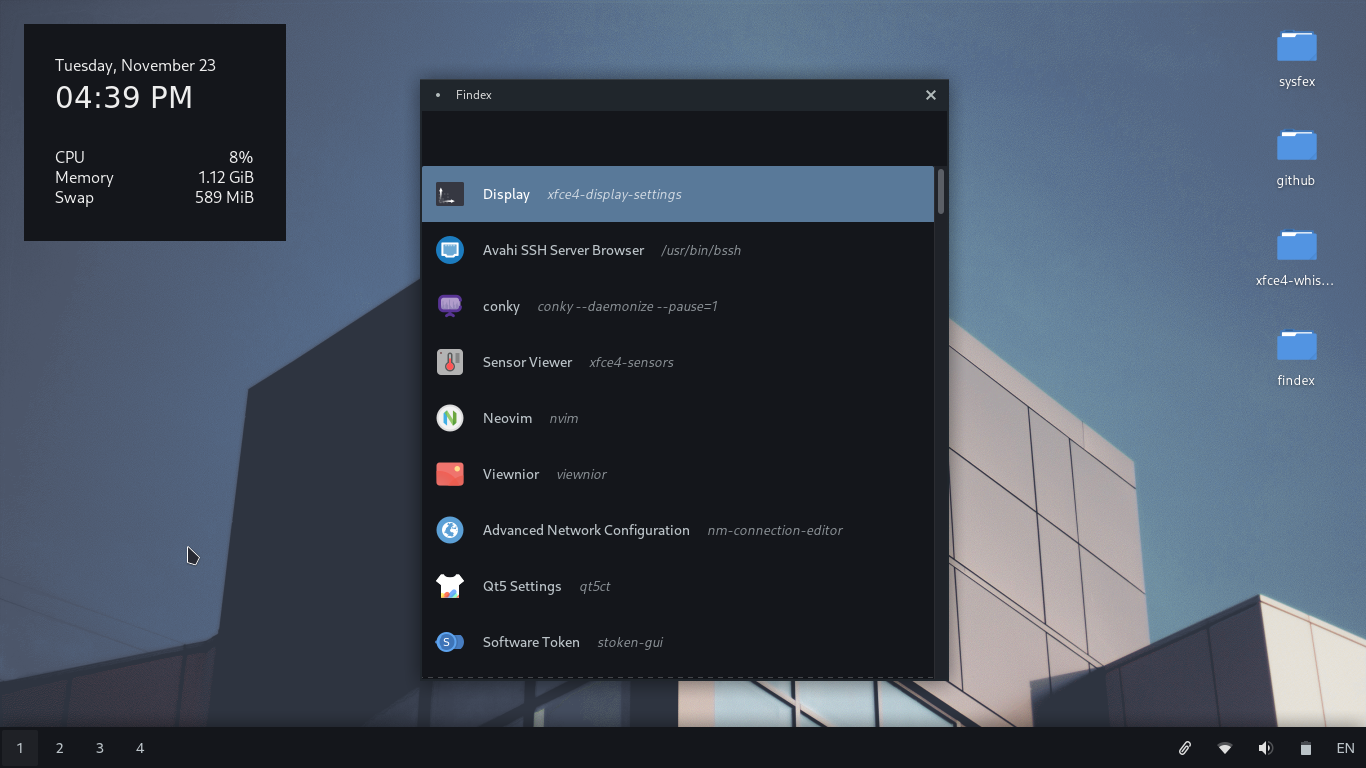 Tuesday, November 23
04:39 PM
CPU 8%
Memory 1.12 GiB
Swap 589 MiB
Findex
Display xfce4-display-settings
Avahi SSH Server Browser /usr/bin/bssh
conky conky --daemonize --pause=1
Sensor Viewer xfce4-sensors
Neovim nvim
Viewnior viewnior
Advanced Network Configuration nm-connection-editor
Qt5 Settings qt5ct
S
Software Token stoken-gui
sysfex
github
xfce4-whis...
findex
1 2 3 4
EN